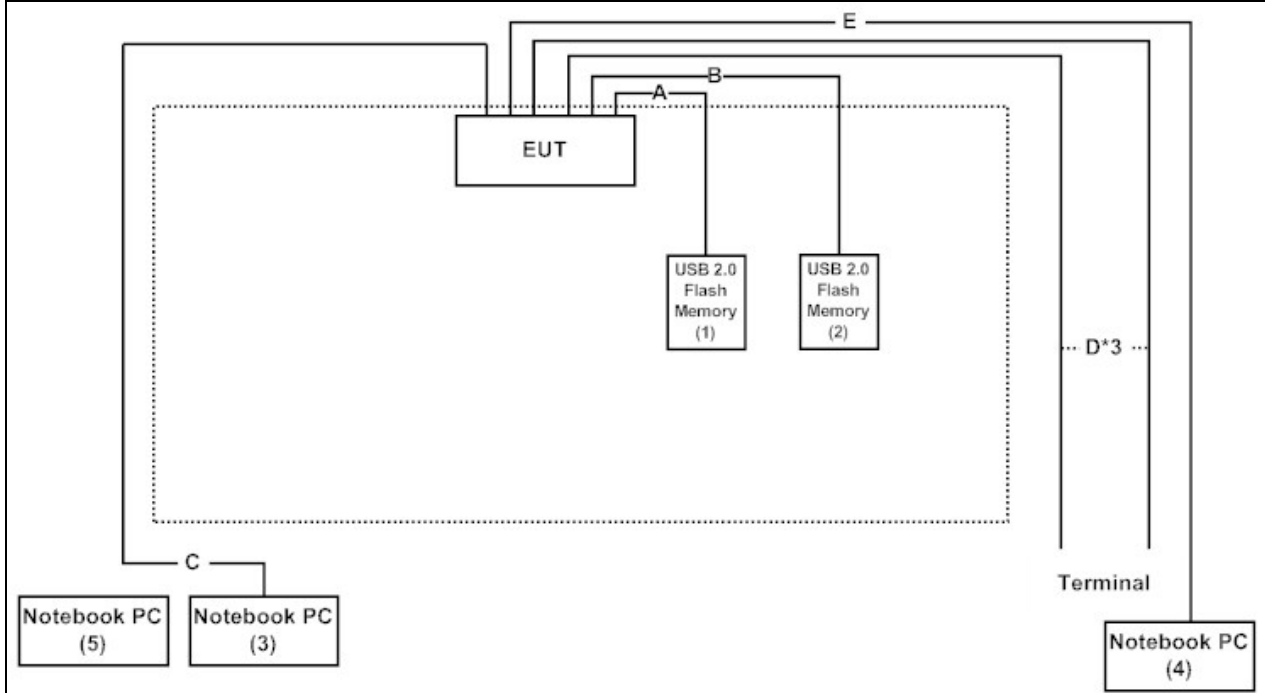 E
B
A
EUT
USB 2.0
Flash
Memory
(1)
USB 2.0
Flash
Memory
(2)
D*3
C
Terminal
Notebook PC
(5)
Notebook PC
(3)
Notebook PC
(4)